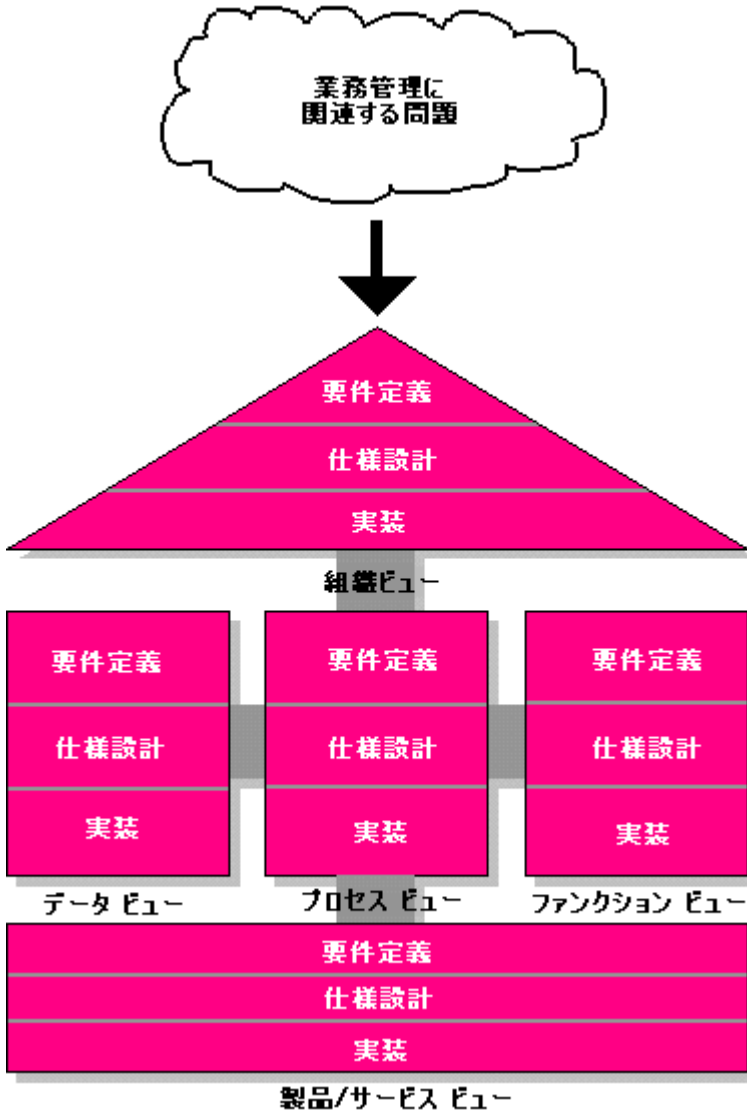 業務管理に
関連する問題
要件定義
仕様設計
実装
組織ビュー
要件定義
仕様設計
実装
データ ビュー
要件定義
仕様設計
実装
プロセス ビュー
要件定義
仕様設計
実装
ファンクション ビュー
要件定義
仕様設計
実装
製品/サービス ビュー